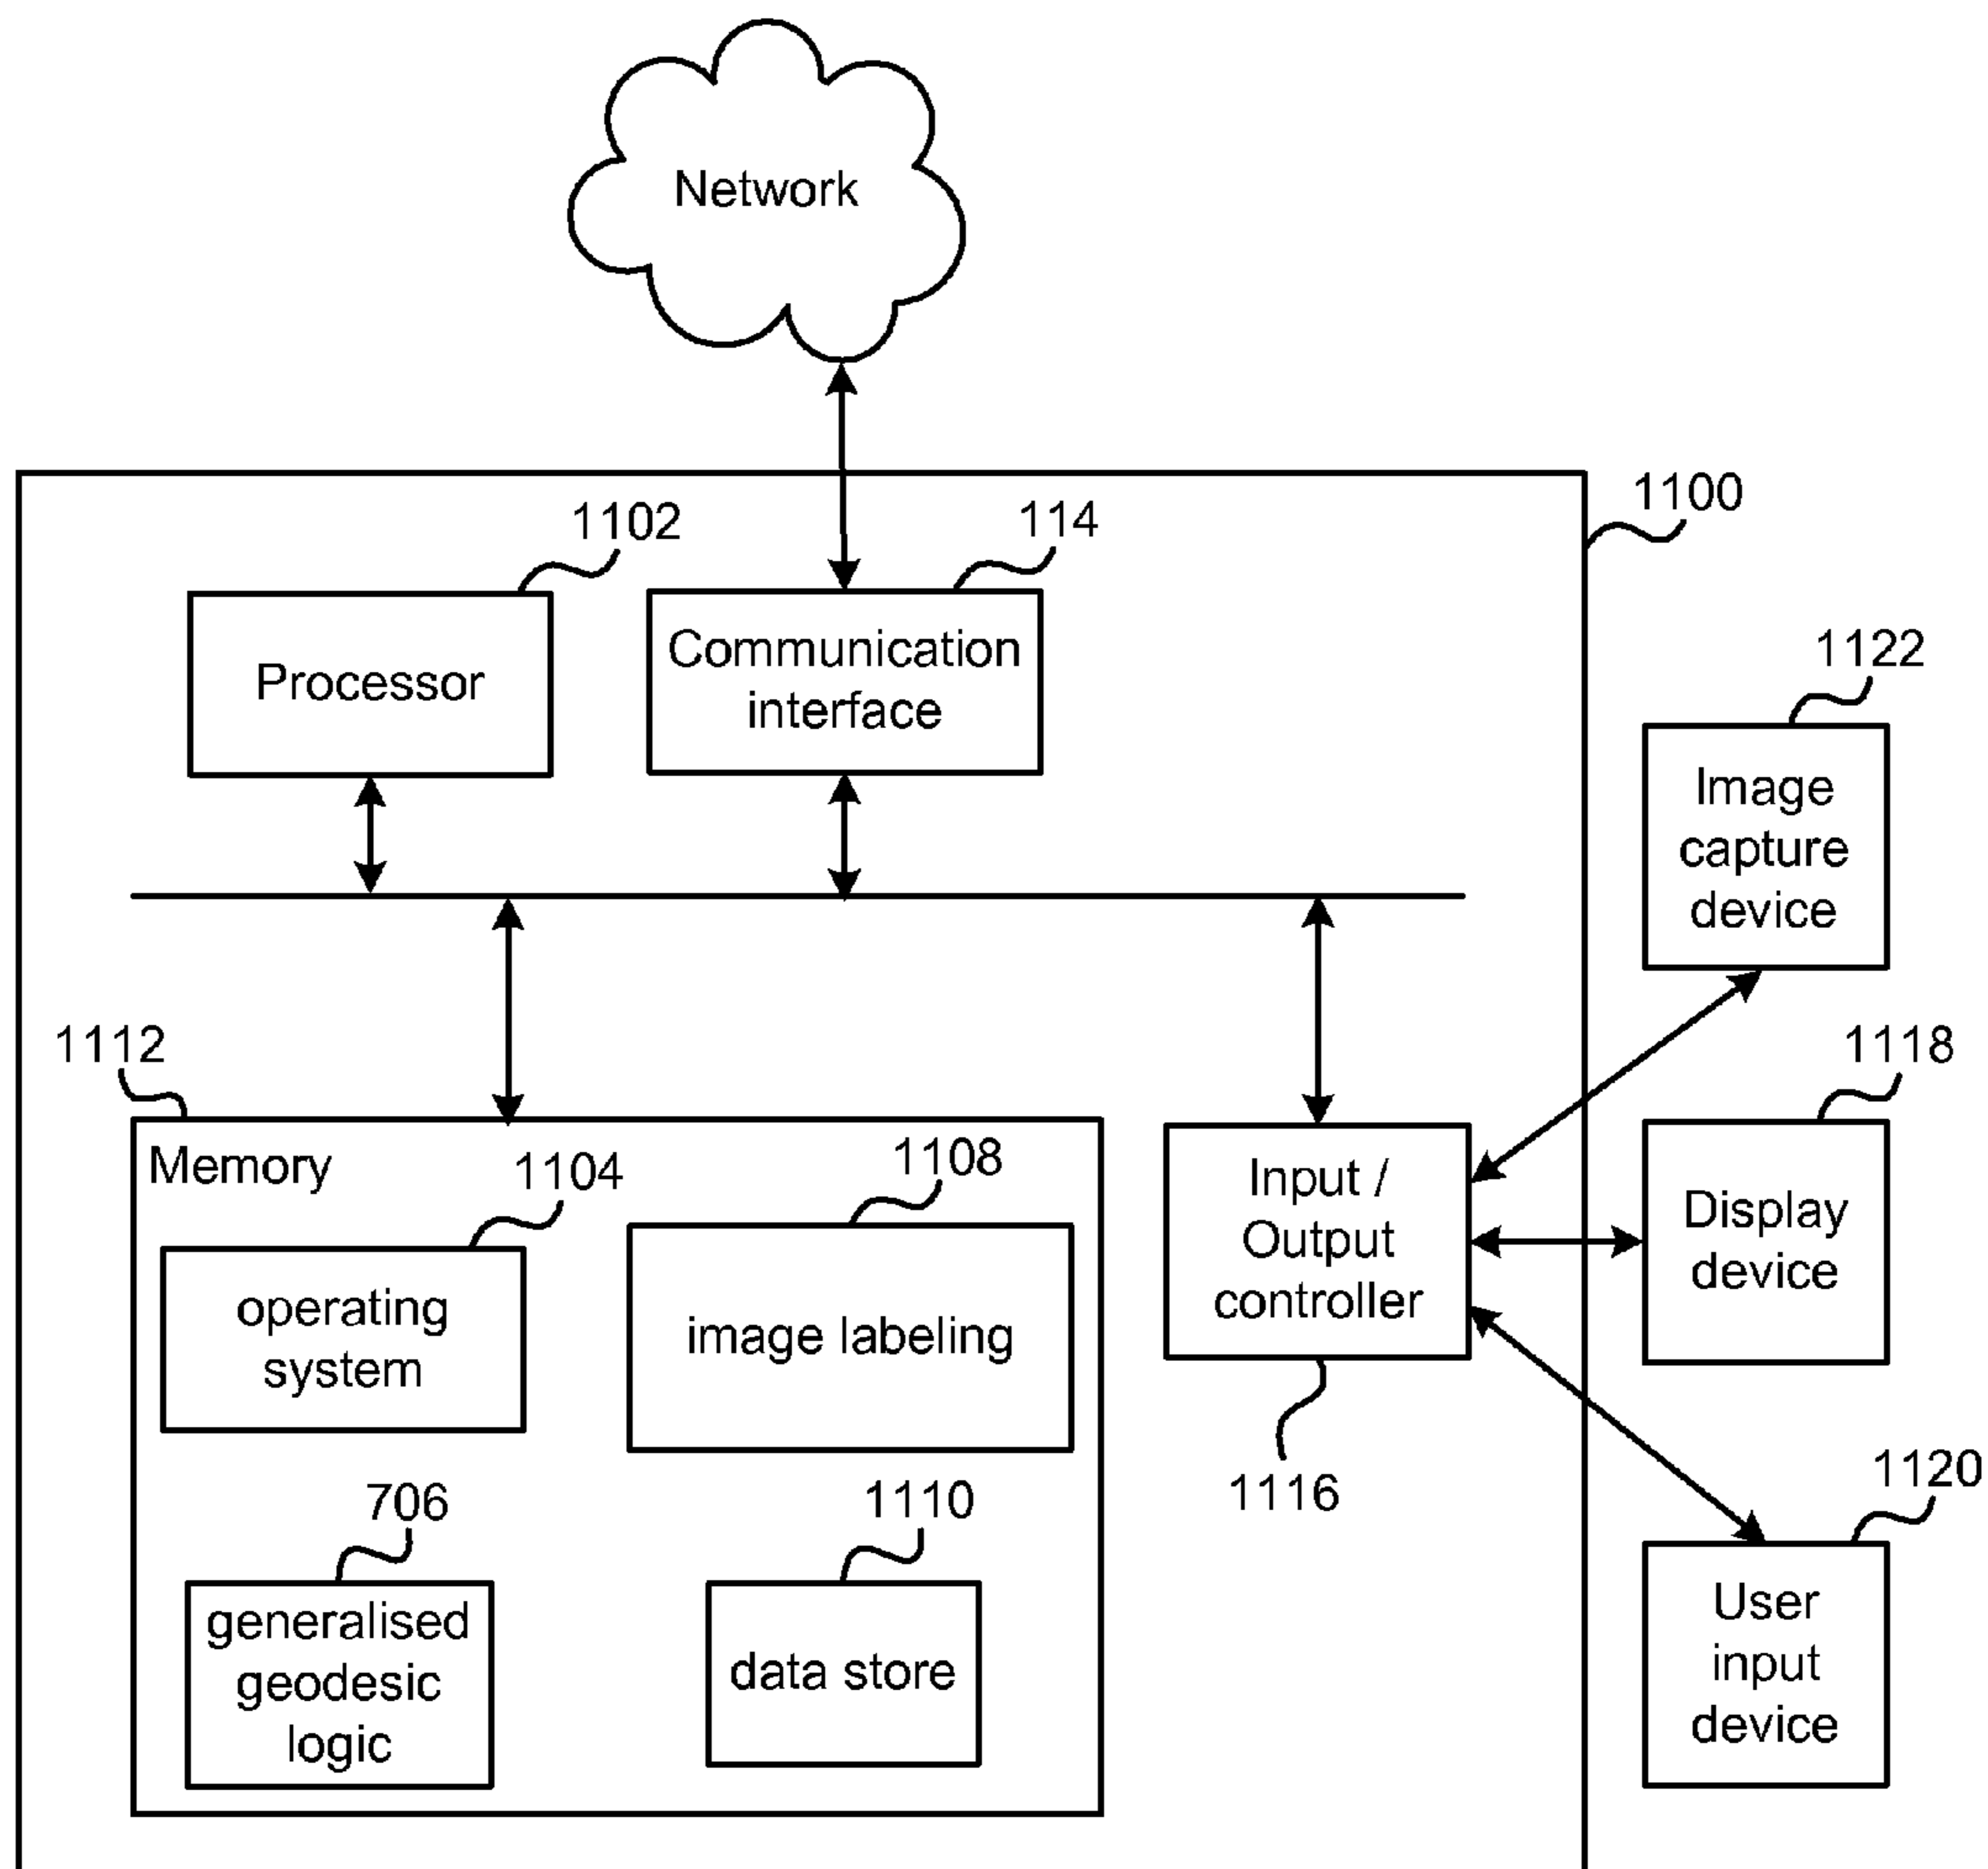 Network
1100
1102
114
Processor
Communication
interface
1122
Image
capture
device
1112
Memory
1104
1108
operating
system
image labeling
706
1110
generalised
geodesic
logic
data store
Input /
Output
controller
1116
1118
Display
device
1120
User
input
device